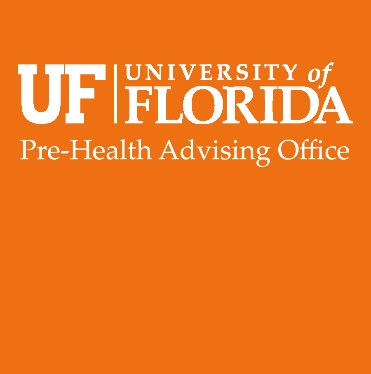 UF UNIVERSITY of
FLORIDA
Pre-Health Advising Office